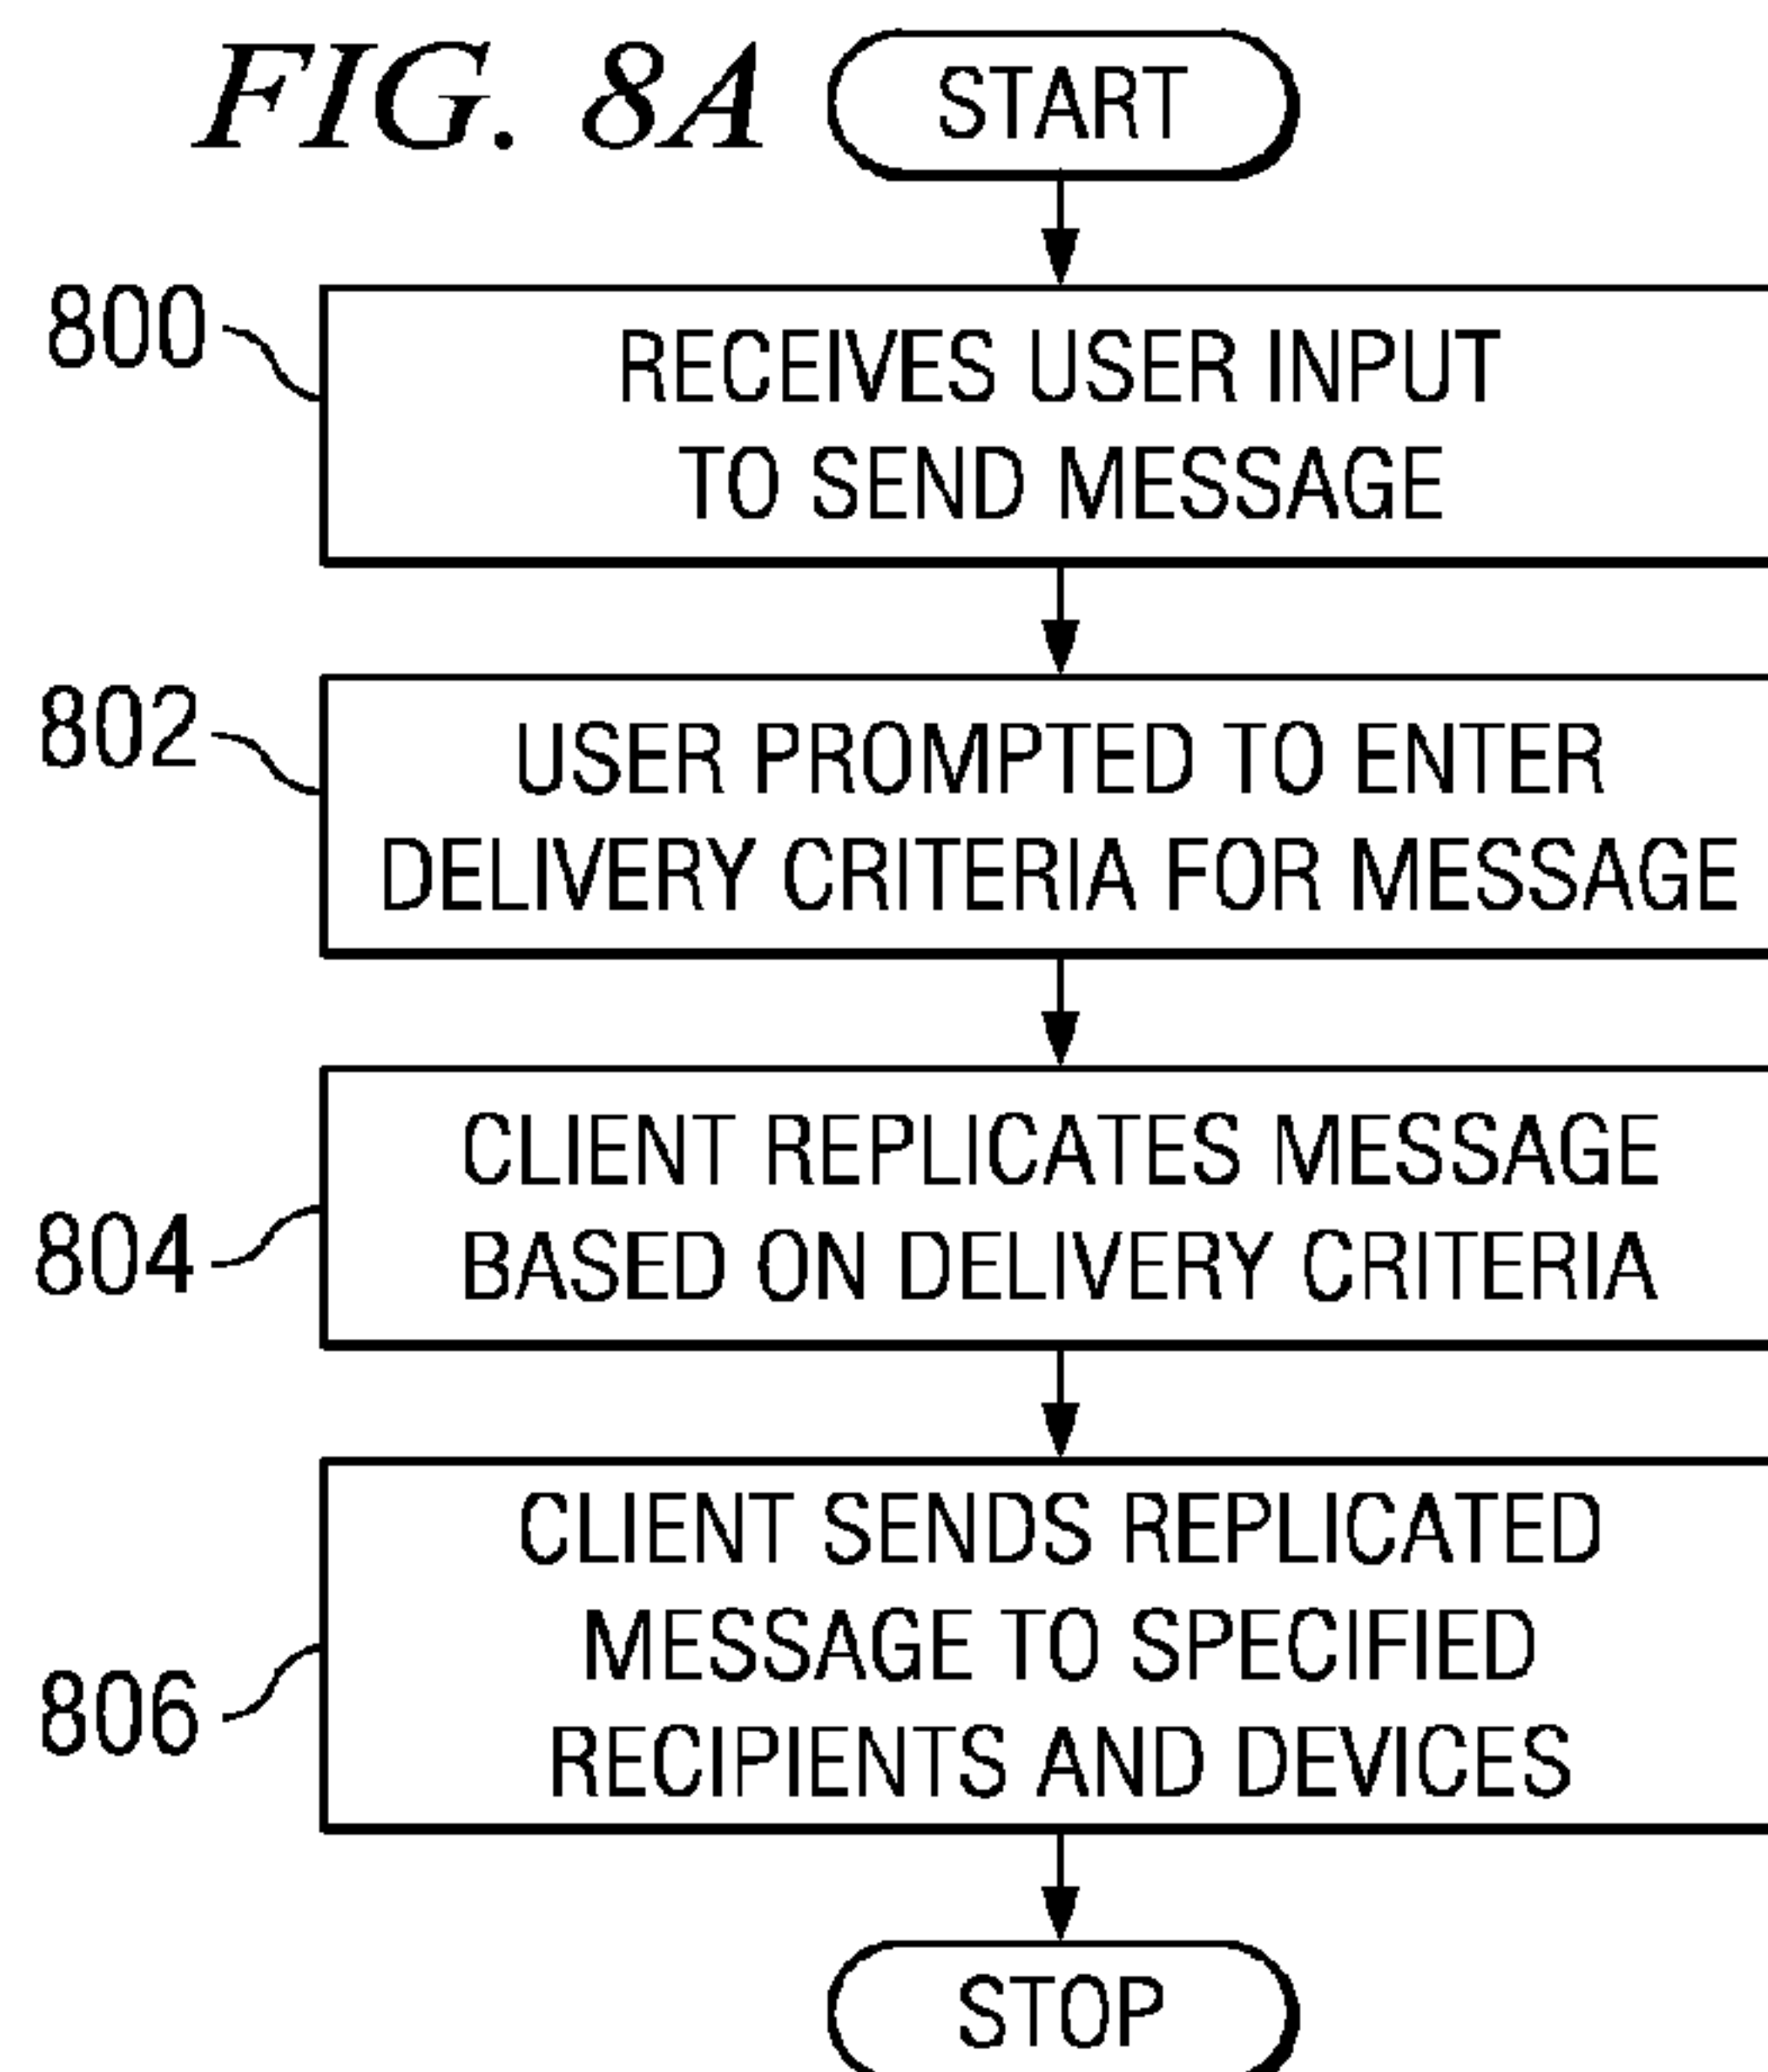 FIG. 8A
START
800
RECEIVES USER INPUT
TO SEND MESSAGE
802
USER PROMPTED TO ENTER
DELIVERY CRITERIA FOR MESSAGE
804
CLIENT REPLICATES MESSAGE
BASED ON DELIVERY CRITERIA
806
CLIENT SENDS REPLICATED
MESSAGE TO SPECIFIED
RECIPIENTS AND DEVICES
STOP